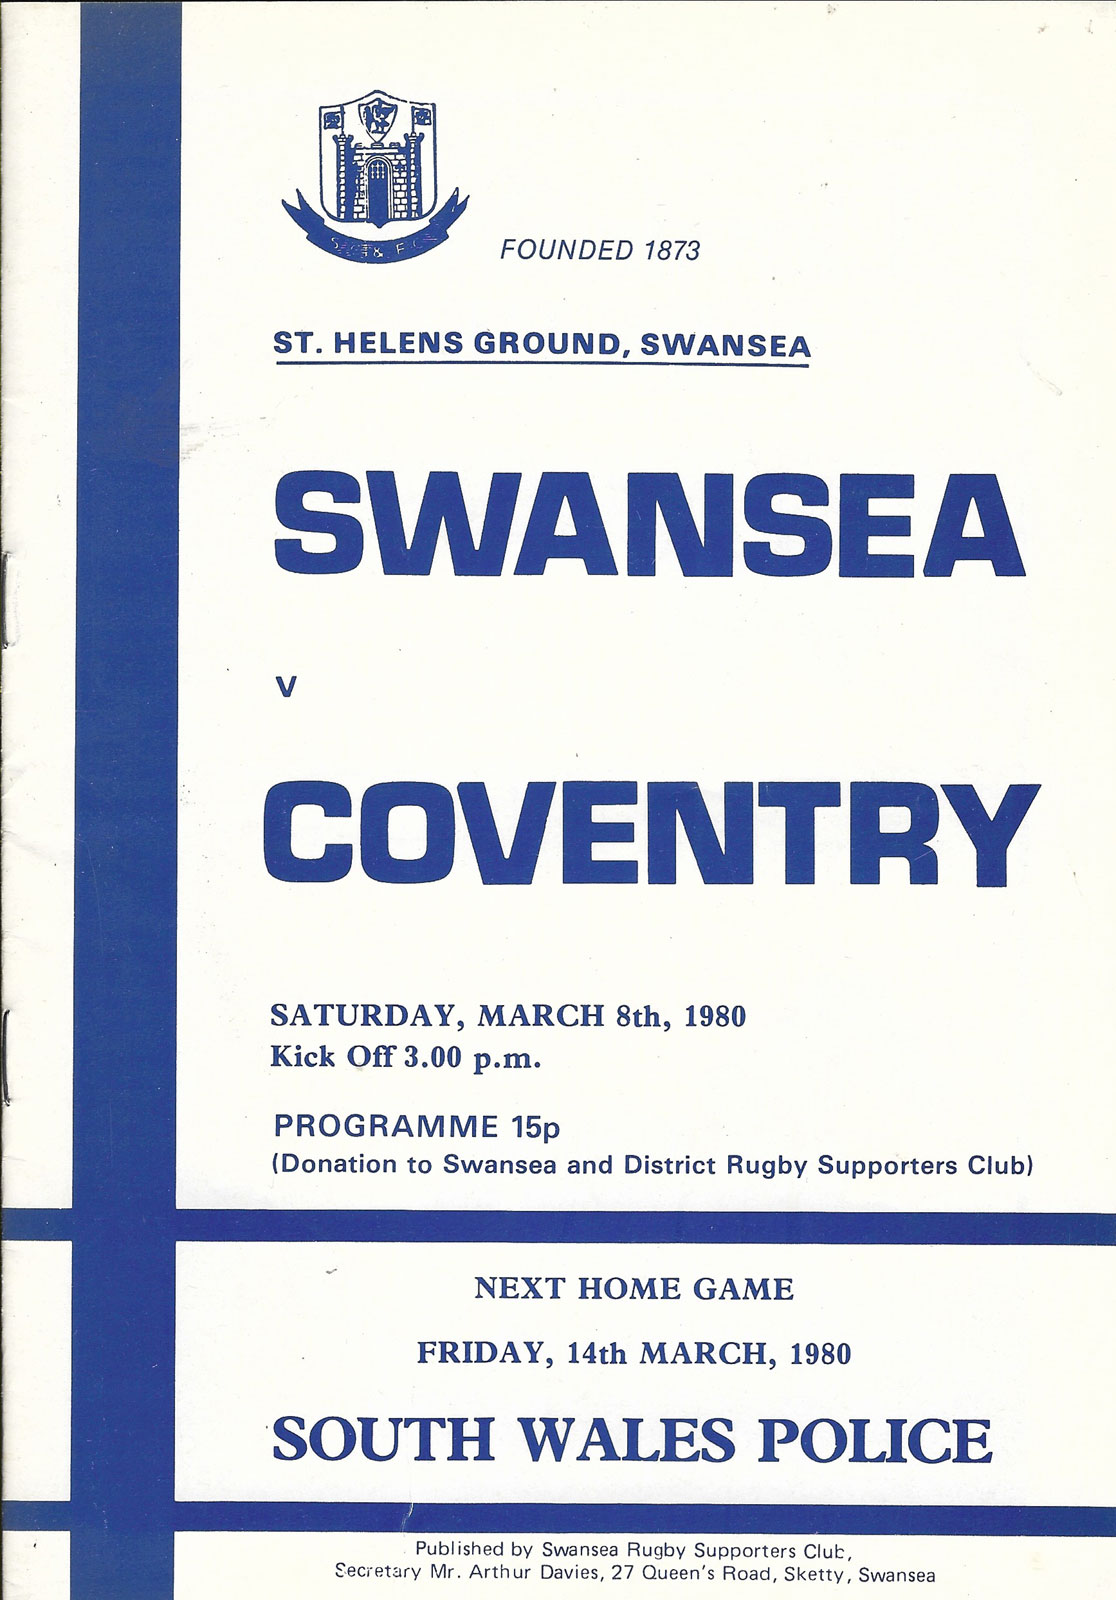 FOUNDED 1873
ST. HELENS GROUND, SWANSEA
SWANSEA
v
COVENTRY
SATURDAY, MARCH 8th, 1980
Kick Off 3.00 p.m.
PROGRAMME 15p
(Donation to Swansea and District Rugby Supporters Club)
NEXT HOME GAME
FRIDAY, 14th MARCH, 1980
SOUTH WALES POLICE
Published by Swansea Rugby Supporters Club,
Secretary Mr. Arthur Davies, 27 Queen's Road, Sketty, Swansea